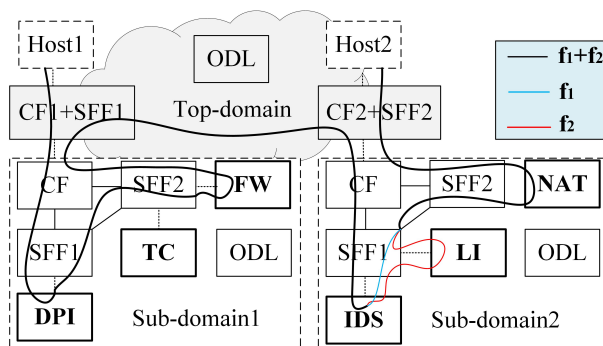 Host1
Host2
ODL
f1+f2
f1
f2
CF1+SFF1
Top-domain
CF2+SFF2
CF
SFF2
FW
CF
SFF2
NAT
SFF1
TC
ODL
SFF1
LI
ODL
DPI
Sub-domain1
IDS
Sub-domain2